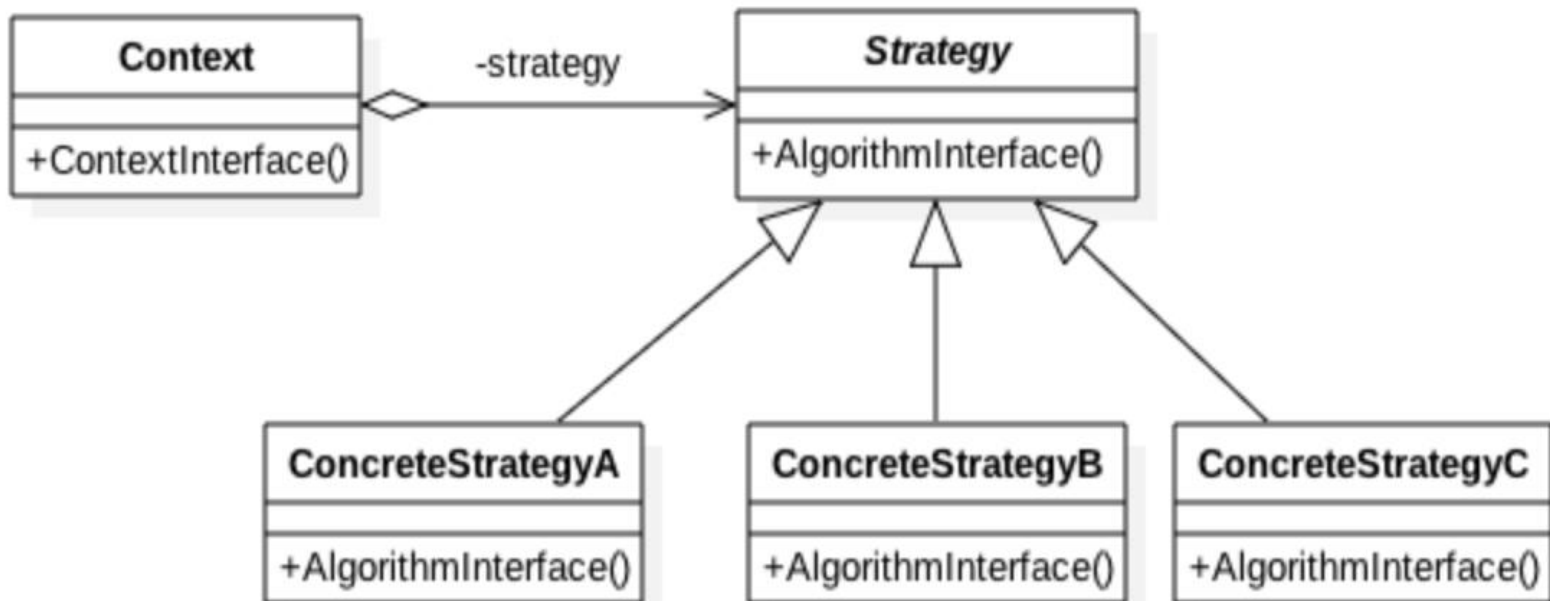 Context
-strategy
Strategy
+ContextInterface()
+AlgorithmInterface()
ConcreteStrategyA
ConcreteStrategyB
ConcreteStrategyC
+AlgorithmInterface()
+AlgorithmInterface()
+AlgorithmInterface()